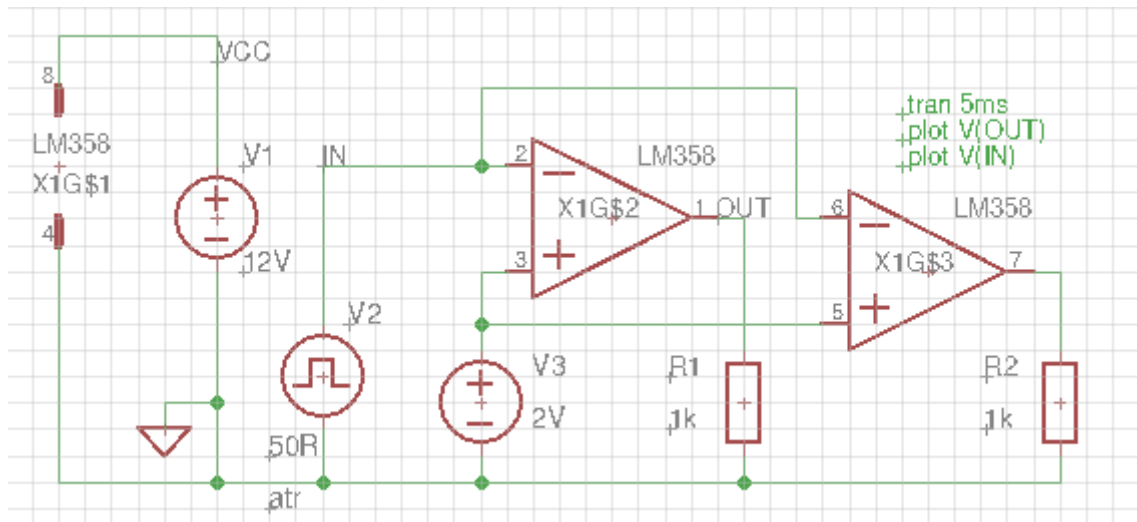 VCC
8
LM358
X1G$1
4
V1
12V
IN
V2
50R
atr
2
3
LM358
X1G$2
1
OUT
V3
2V
R1
1k
tran 5ms
plot V(OUT)
plot V(IN)
6
5
LM358
X1G$3
7
R2
1k